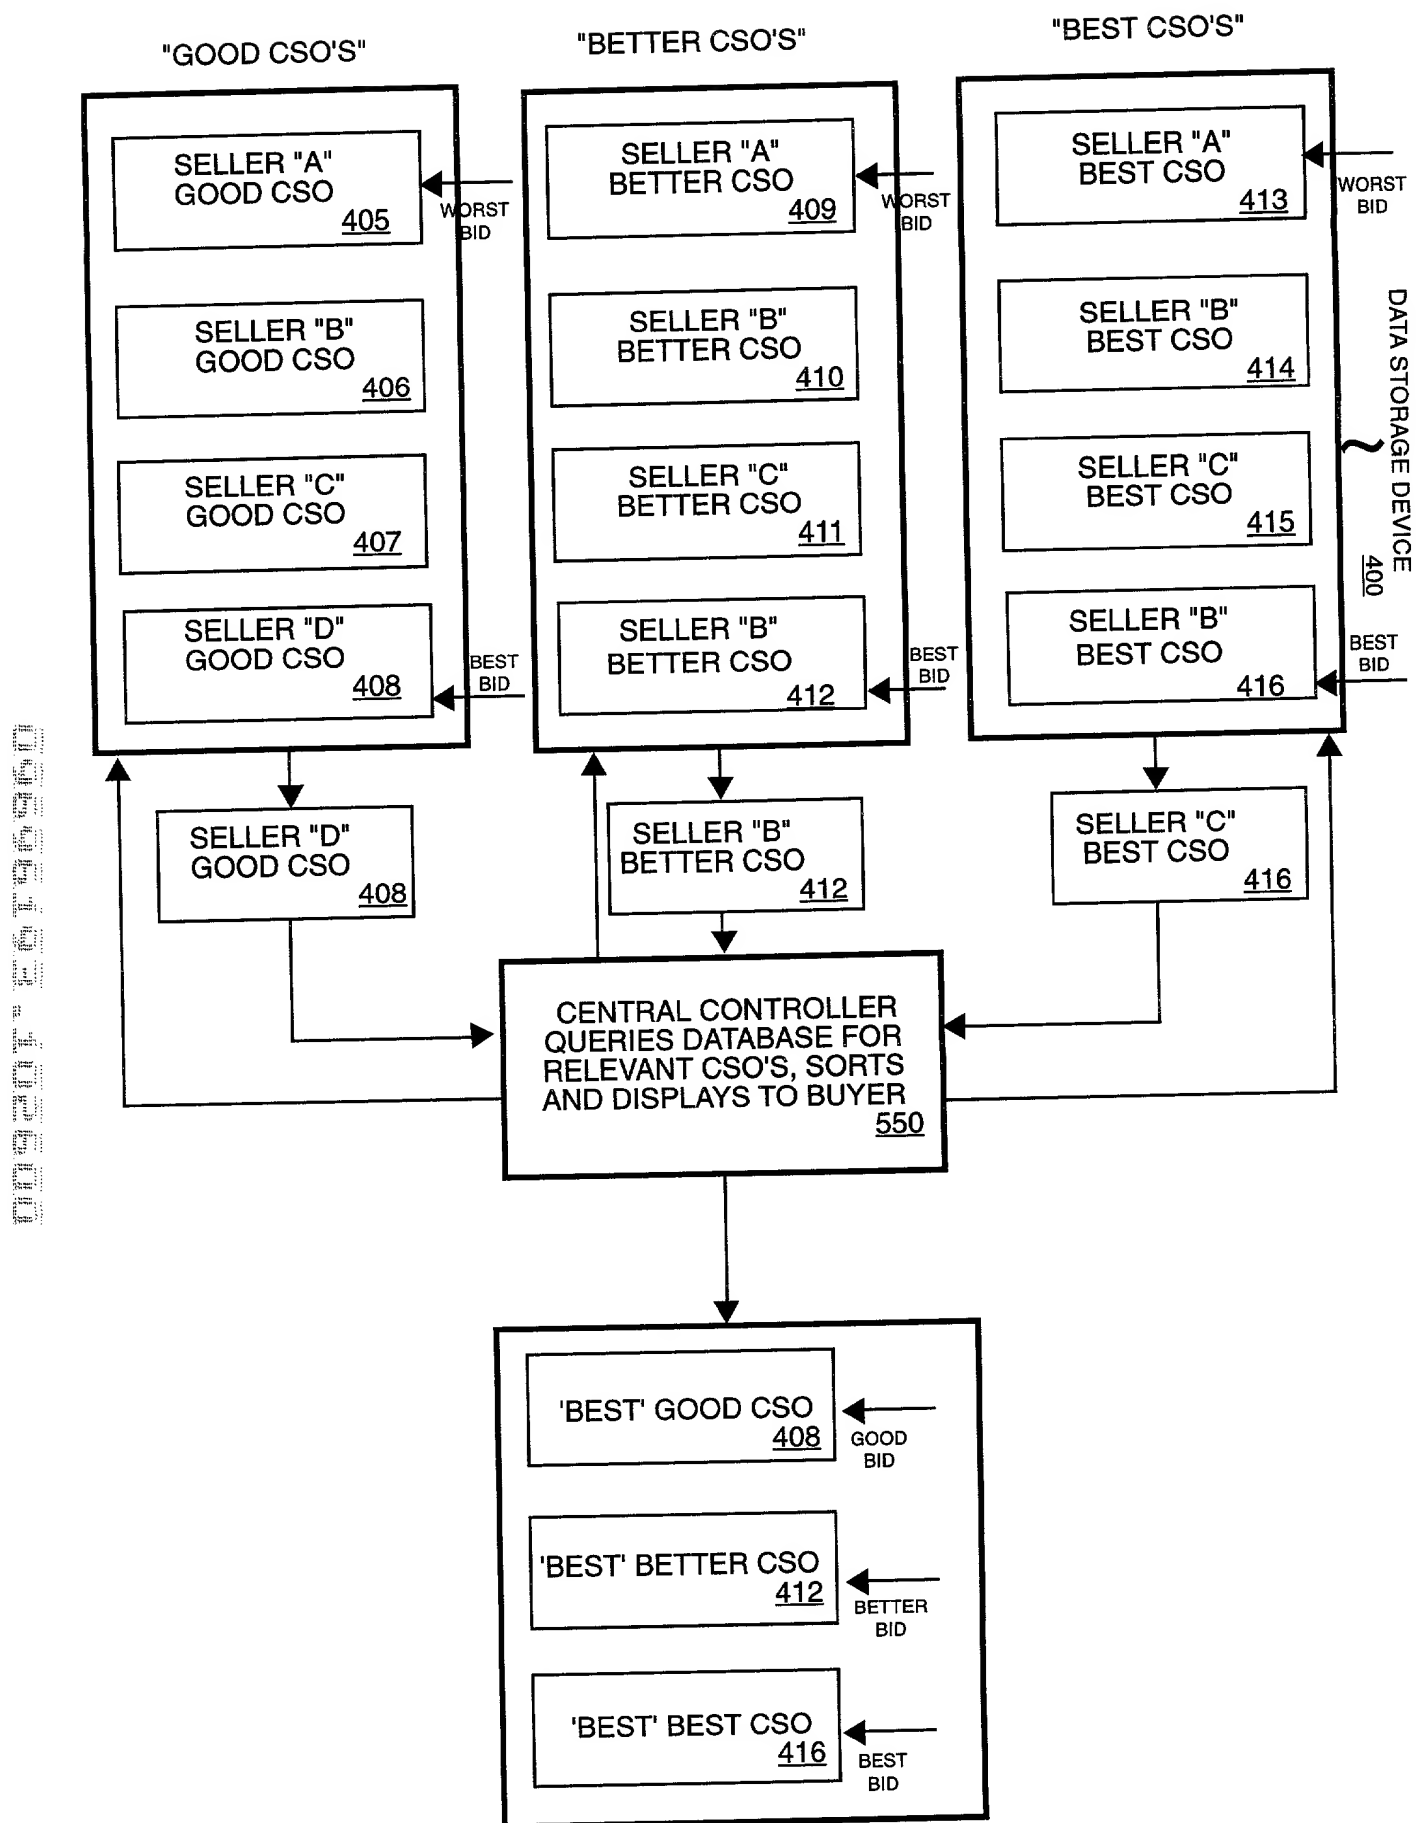 "GOOD CSO'S"
SELLER "A"
GOOD CSO
405
WORST
BID
SELLER "B"
GOOD CSO
406
SELLER "C"
GOOD CSO
407
SELLER "D"
GOOD CSO
408
BEST
BID
"BETTER CSO'S"
SELLER "A"
BETTER CSO
409
WORST
BID
SELLER "B"
BETTER CSO
410
SELLER "C"
BETTER CSO
411
SELLER "B"
BETTER CSO
412
BEST
BID
"BEST CSO'S"
SELLER "A"
BEST CSO
413
WORST
BID
SELLER "B"
BEST CSO
414
SELLER "C"
BEST CSO
415
SELLER "B"
BEST CSO
416
BEST
BID
DATA STORAGE DEVICE
400
SELLER "D"
GOOD CSO
408
SELLER "B"
BETTER CSO
412
SELLER "C"
BEST CSO
416
CENTRAL CONTROLLER
QUERIES DATABASE FOR
RELEVANT CSO'S, SORTS
AND DISPLAYS TO BUYER
550
'BEST' GOOD CSO
408
GOOD
BID
'BEST' BETTER CSO
412
BETTER
BID
'BEST' BEST CSO
416
BEST
BID